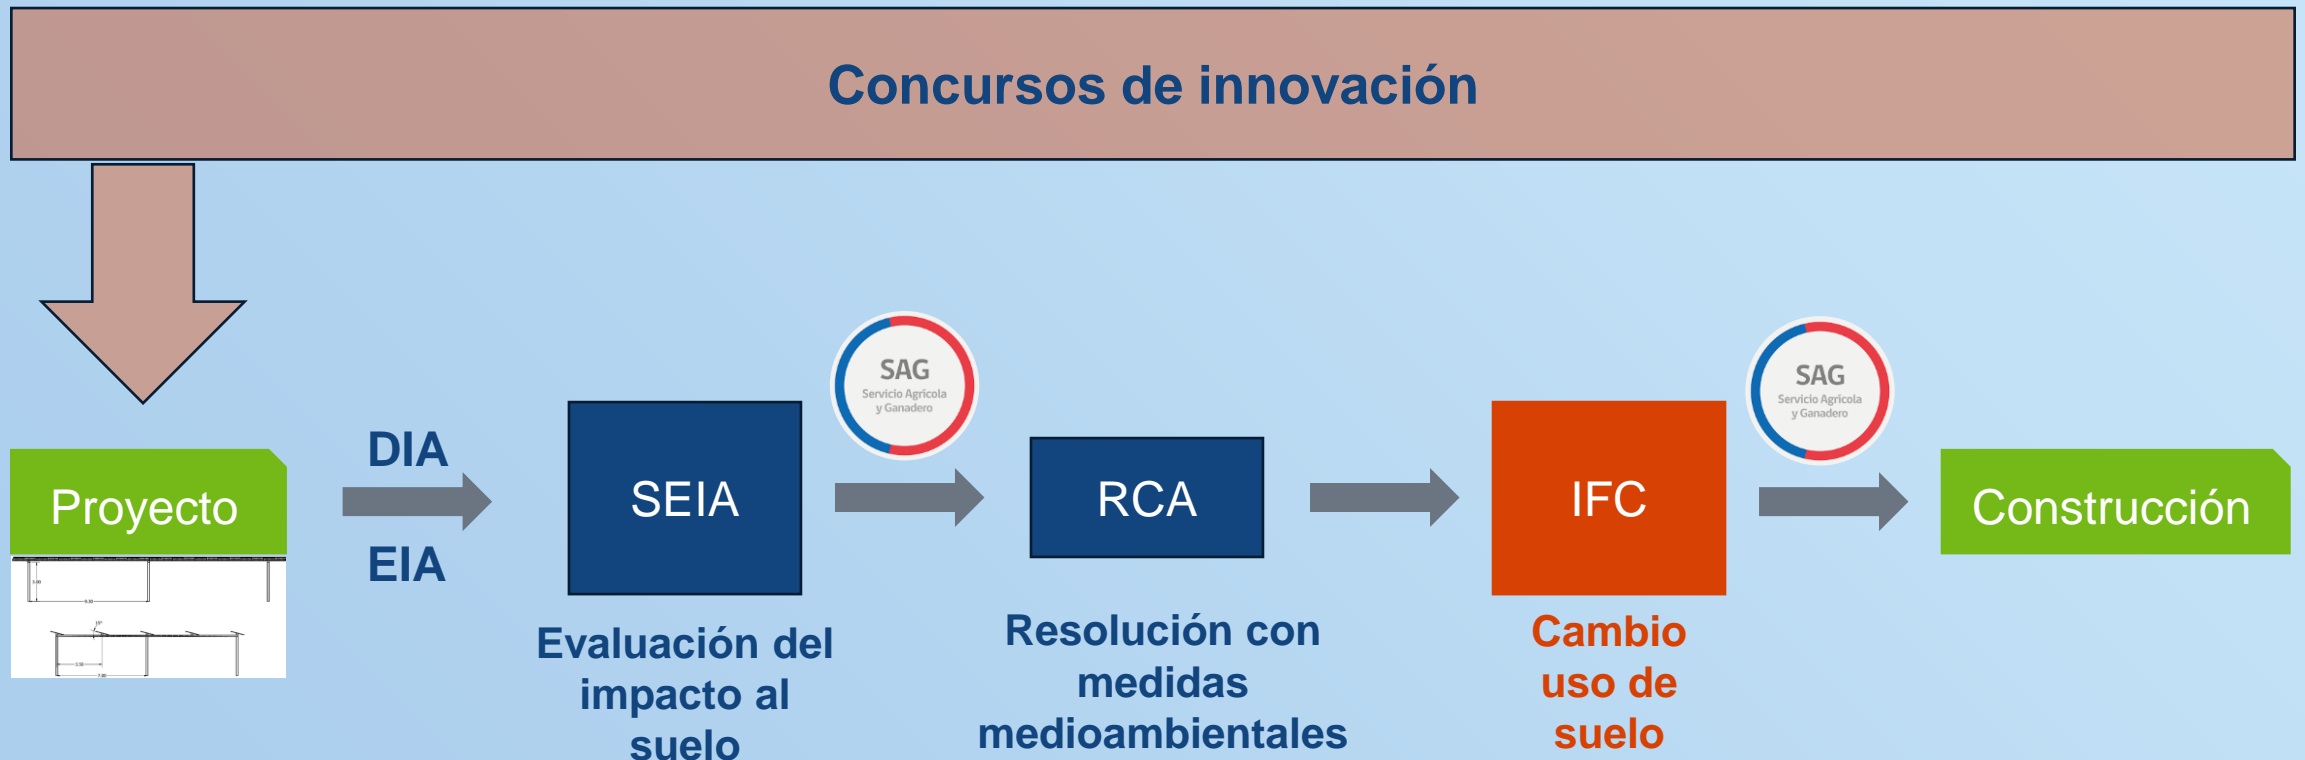 Concursos de innovación
SAG
Servicio Agrícola
y Ganadero
SAG
Servicio Agrícola
y Ganadero
DIA
Proyecto
EIA
SEIA
RCA
IFC
Construcción
Evaluación del
impacto al
suelo
Resolución con
medidas
medioambientales
Cambio
uso de
suelo